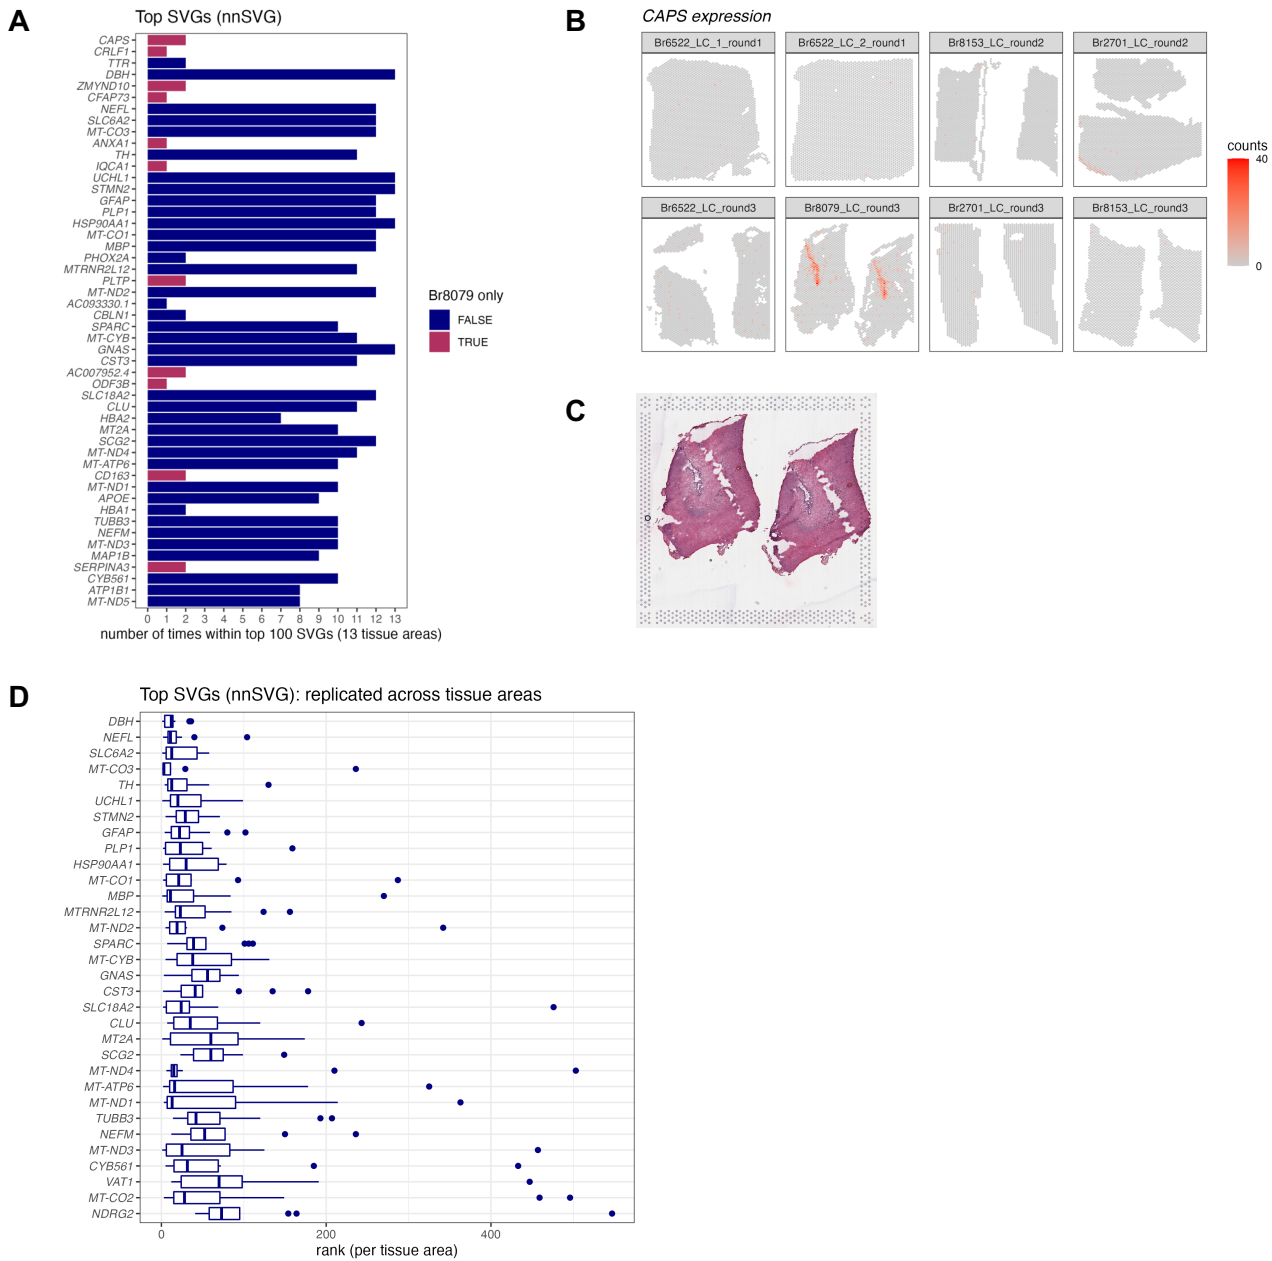 A
Top SVGs (nnSVG)
CAPS
CRLF1
TTR
DBH
ZMYND10
CFAP73
NEFL
SLC6A2
MT-CO3
ANXA1
TH
IQCA1
UCHL1
STMN2
GFAP
PLP1
HSP90AA1
MT-CO1
MBP
PHOX2A
MTRNR2L12
PLTP
MT-ND2
AC093330.1
CBLN1
SPARC
MT-CYB
GNAS
CST3
AC007952.4
ODF3B
SLC18A2
CLU
HBA2
MT2A
SCG2
MT-ND4
MT-ATP6
CD163
MT-ND1
APOE
HBA1
TUBB3
NEFM
MT-ND3
MAP1B
SERPINA3
CYB561
ATP1B1
MT-ND5
0 1 2 3 4 5 6 7 8 9 10 11 12 13
number of times within top 100 SVGs (13 tissue areas)
Br8079 only
FALSE
TRUE
B
CAPS expression
Br6522_LC_1_round1 Br6522_LC_2_round1 Br8153_LC_round2 Br2701_LC_round2
Br6522_LC_round3 Br8079_LC_round3 Br2701_LC_round3 Br8153_LC_round3
counts
40
0
C
D
Top SVGs (nnSVG): replicated across tissue areas
DBH
NEFL
SLC6A2
MT-CO3
TH
UCHL1
STMN2
GFAP
PLP1
HSP90AA1
MT-CO1
MBP
MTRNR2L12
MT-ND2
SPARC
MT-CYB
GNAS
CST3
SLC18A2
CLU
MT2A
SCG2
MT-ND4
MT-ATP6
MT-ND1
TUBB3
NEFM
MT-ND3
CYB561
VAT1
MT-CO2
NDRG2
0 200 400
rank (per tissue area)